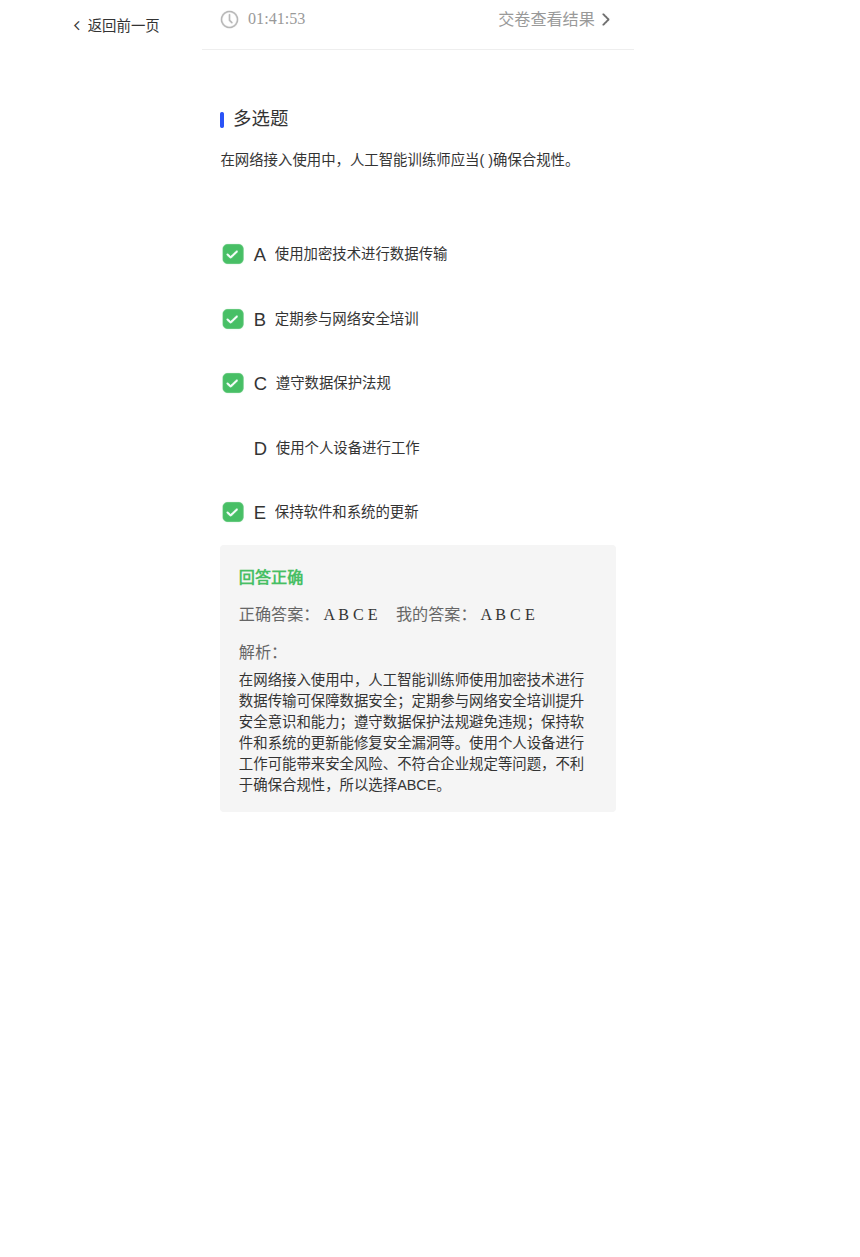 返回前一页
01:41:53
交卷查看结果
多选题
在网络接入使用中，人工智能训练师应当( )确保合规性。
A 使用加密技术进行数据传输
B 定期参与网络安全培训
C 遵守数据保护法规
D 使用个人设备进行工作
E 保持软件和系统的更新
回答正确
正确答案： A B C E 我的答案： A B C E
解析：
在网络接入使用中，人工智能训练师使用加密技术进行
数据传输可保障数据安全；定期参与网络安全培训提升
安全意识和能力；遵守数据保护法规避免违规；保持软
件和系统的更新能修复安全漏洞等。使用个人设备进行
工作可能带来安全风险、不符合企业规定等问题，不利
于确保合规性，所以选择ABCE。